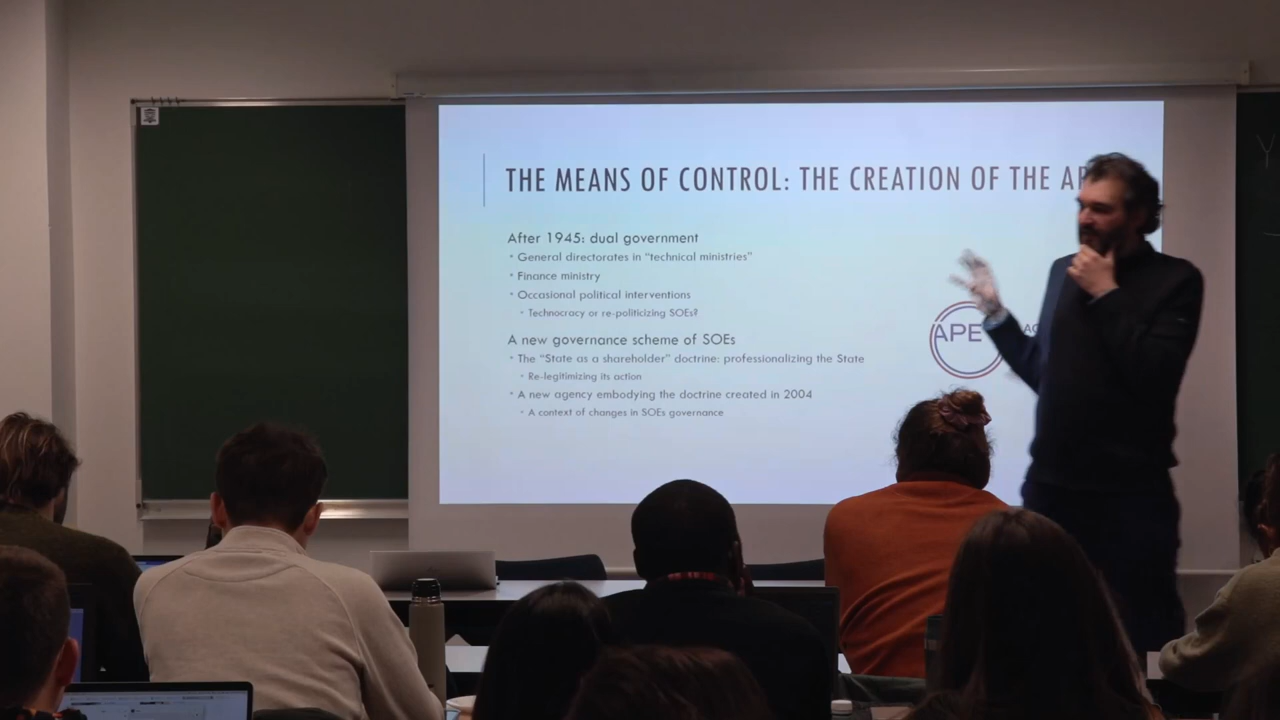 THE MEANS OF CONTROL: THE CREATION OF THE AP
After 1945: dual government
• General directorates in "technical ministries"
• Finance ministry
• Occasional political interventions
• Technocracy or re-politicizing SOEs?
A new governance scheme of SOEs
• The "State as a shareholder" doctrine: professionalizing the State
• Re-legitimizing its action
• A new agency embodying the doctrine created in 2004
• A context of changes in SOEs governance
APE